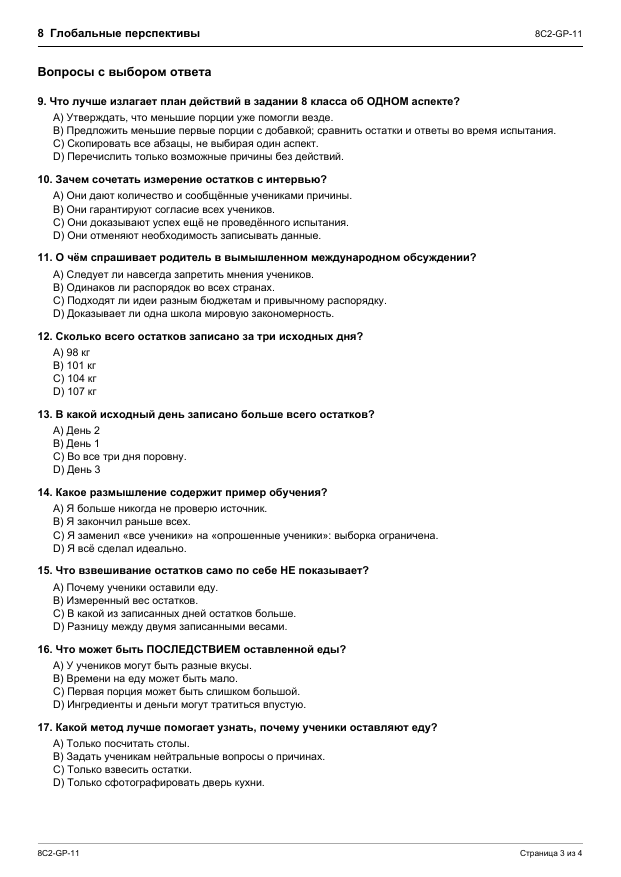 8 Глобальные перспективы
8C2-GP-11
Вопросы с выбором ответа
9. Что лучше излагает план действий в задании 8 класса об ОДНОМ аспекте?
A) Утверждать, что меньшие порции уже помогли везде.
B) Предложить меньшие первые порции с добавкой; сравнить остатки и ответы во время испытания.
C) Скопировать все абзацы, не выбирая один аспект.
D) Перечислить только возможные причины без действий.
10. Зачем сочетать измерение остатков с интервью?
A) Они дают количество и сообщённые учениками причины.
B) Они гарантируют согласие всех учеников.
C) Они доказывают успех ещё не проведённого испытания.
D) Они отменяют необходимость записывать данные.
11. О чём спрашивает родитель в вымышленном международном обсуждении?
A) Следует ли навсегда запретить мнения учеников.
B) Одинаков ли распорядок во всех странах.
C) Подходят ли идеи разным бюджетам и привычному распорядку.
D) Доказывает ли одна школа мировую закономерность.
12. Сколько всего остатков записано за три исходных дня?
A) 98 кг
B) 101 кг
C) 104 кг
D) 107 кг
13. В какой исходный день записано больше всего остатков?
A) День 2
B) День 1
C) Во все три дня поровну.
D) День 3
14. Какое размышление содержит пример обучения?
A) Я больше никогда не проверю источник.
B) Я закончил раньше всех.
C) Я заменил «все ученики» на «опрошенные ученики»: выборка ограничена.
D) Я всё сделал идеально.
15. Что взвешивание остатков само по себе НЕ показывает?
A) Почему ученики оставили еду.
B) Измеренный вес остатков.
C) В какой из записанных дней остатков больше.
D) Разницу между двумя записанными весами.
16. Что может быть ПОСЛЕДСТВИЕМ оставленной еды?
A) У учеников могут быть разные вкусы.
B) Времени на еду может быть мало.
C) Первая порция может быть слишком большой.
D) Ингредиенты и деньги могут тратиться впустую.
17. Какой метод лучше помогает узнать, почему ученики оставляют еду?
A) Только посчитать столы.
B) Задать ученикам нейтральные вопросы о причинах.
C) Только взвесить остатки.
D) Только сфотографировать дверь кухни.
8C2-GP-11
Страница 3 из 4